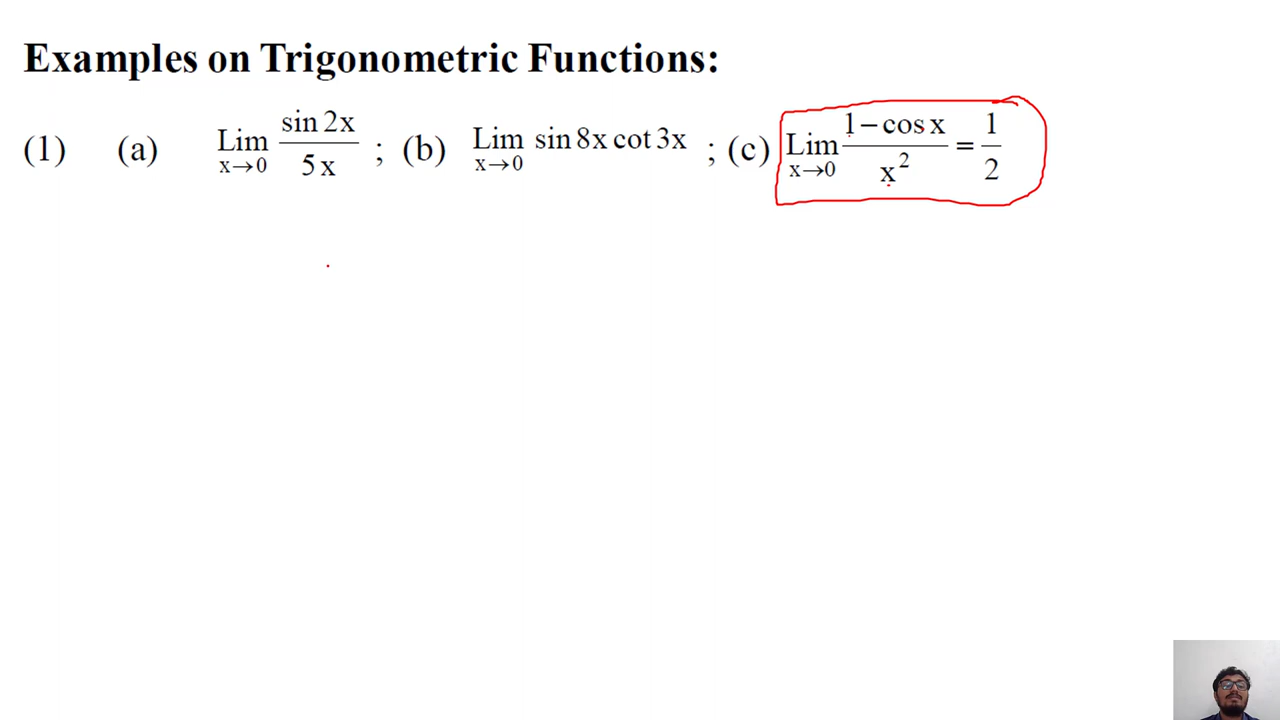 Examples on Trigonometric Functions:
(1) (a) Lim x→0 sin 2x / 5x ; (b) Lim x→0 sin 8x cot 3x ; (c) Lim x→0 1 − cos x / x² = 1/2